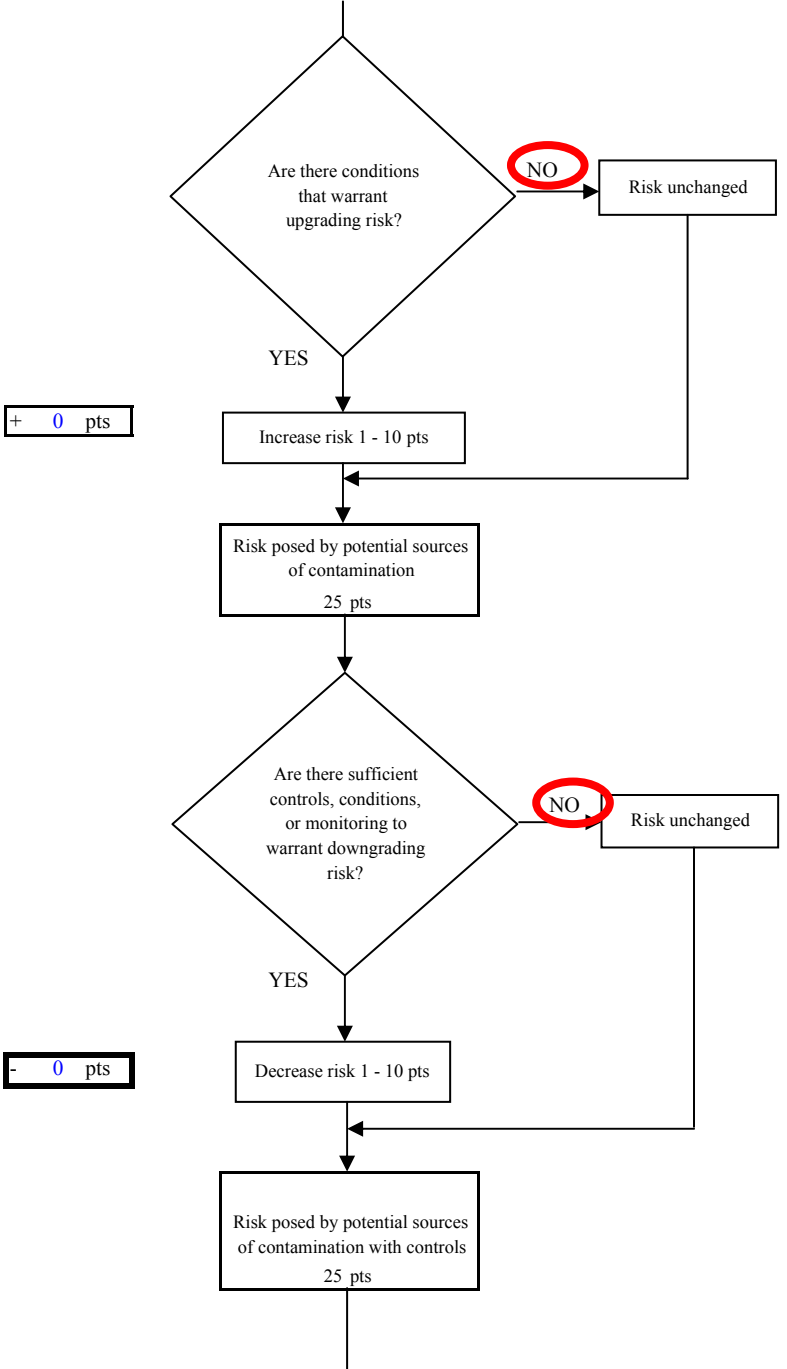 Are there conditions
that warrant
upgrading risk?
NO
Risk unchanged
YES
+ 0 pts
Increase risk 1 - 10 pts
Risk posed by potential sources
of contamination
25 pts
Are there sufficient
controls, conditions,
or monitoring to
warrant downgrading
risk?
NO
Risk unchanged
YES
- 0 pts
Decrease risk 1 - 10 pts
Risk posed by potential sources
of contamination with controls
25 pts